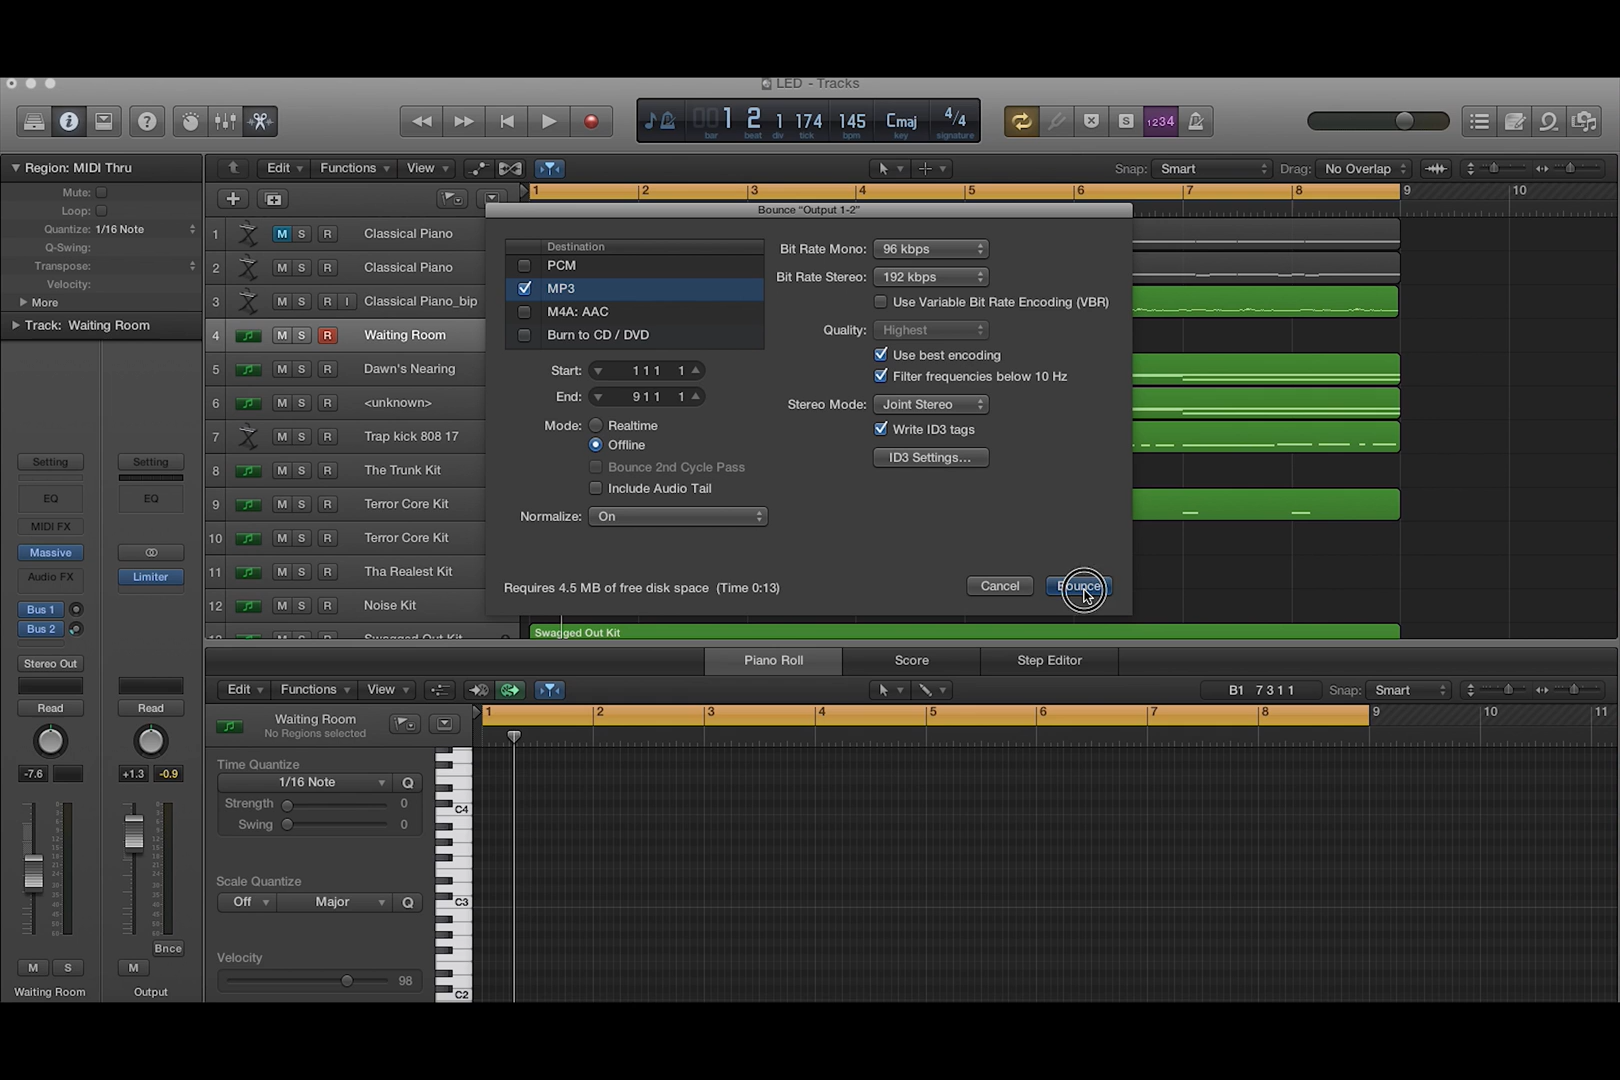 LED - Tracks
1 2 1 174 145 Cmaj 4/4
bar beat div tick bpm key signature
1234
Region: MIDI Thru
Mute:
Loop:
Quantize: 1/16 Note
Q-Swing:
Transpose:
Velocity:
More
Track: Waiting Room
Edit Functions View
Snap: Smart Drag: No Overlap
1 2 3 4 5 6 7 8 9 10
1 M S R Classical Piano
2 M S R Classical Piano
3 M S R I Classical Piano_bip
4 M S R Waiting Room
5 M S R Dawn's Nearing
6 M S R <unknown>
7 M S R Trap kick 808 17
8 M S R The Trunk Kit
9 M S R Terror Core Kit
10 M S R Terror Core Kit
11 M S R Tha Realest Kit
12 M S R Noise Kit
Swagged Out Kit
Swagged Out Kit
Bounce "Output 1-2"
Destination
PCM
MP3
M4A: AAC
Burn to CD / DVD
Start: 1 1 1 1
End: 9 1 1 1
Mode: Realtime
Offline
Bounce 2nd Cycle Pass
Include Audio Tail
Normalize: On
Bit Rate Mono: 96 kbps
Bit Rate Stereo: 192 kbps
Use Variable Bit Rate Encoding (VBR)
Quality: Highest
Use best encoding
Filter frequencies below 10 Hz
Stereo Mode: Joint Stereo
Write ID3 tags
ID3 Settings...
Requires 4.5 MB of free disk space (Time 0:13)
Cancel
Bounce
Setting Setting
EQ EQ
MIDI FX
Massive
Audio FX Limiter
Bus 1
Bus 2
Stereo Out
Read Read
-7.6 +1.3 -0.9
Bnce
M S M
Waiting Room Output
Piano Roll Score Step Editor
Edit Functions View
B1 7 3 1 1 Snap: Smart
Waiting Room
No Regions selected
1 2 3 4 5 6 7 8 9 10 11
Time Quantize
1/16 Note Q
Strength 0
Swing 0
Scale Quantize
Off Major Q
Velocity
98
C4
C3
C2